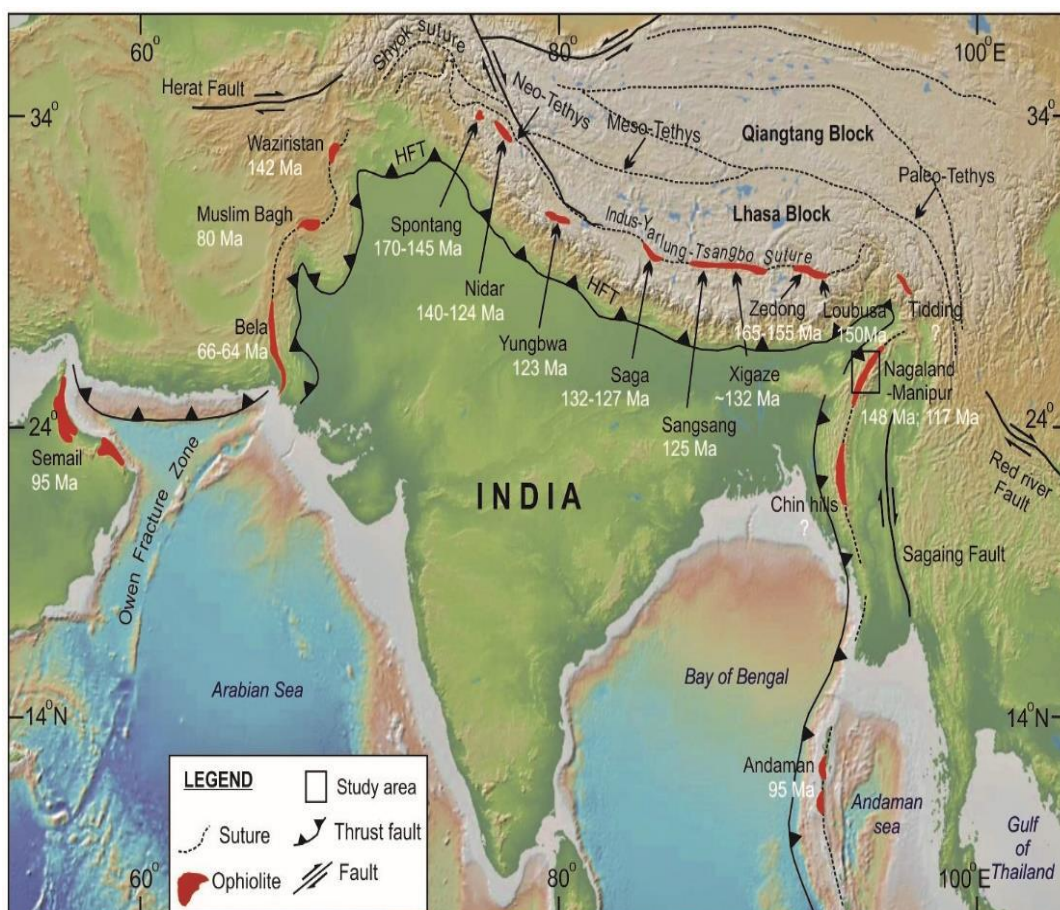 60°
80°
100 E°
Shyok suture
Herat Fault
34°
34°
Neo-Tethys
Meso-Tethys
Qiangtang Block
Waziristan
142 Ma
HFT
Paleo-Tethys
Muslim Bagh
80 Ma
Spontang
170-145 Ma
Indus-Yarlung-Tsangbo Suture
Lhasa Block
Nidar
140-124 Ma
HFT
Zedong
165-155 Ma
Loubusa
150Ma
Tidding
?
Bela
66-64 Ma
Yungbwa
123 Ma
Saga
132-127 Ma
Xigaze
~132 Ma
Nagaland
-Manipur
148 Ma; 117 Ma
Sangsang
125 Ma
24°
24°
Semail
95 Ma
Owen Fracture Zone
INDIA
Chin hills
?
Red river
Fault
Sagaing Fault
Arabian Sea
Bay of Bengal
14°N
14°N
Andaman
95 Ma
Andaman
sea
Gulf
of
Thailand
LEGEND
Study area
Suture
Thrust fault
Ophiolite
Fault
60°
80°
100 E°